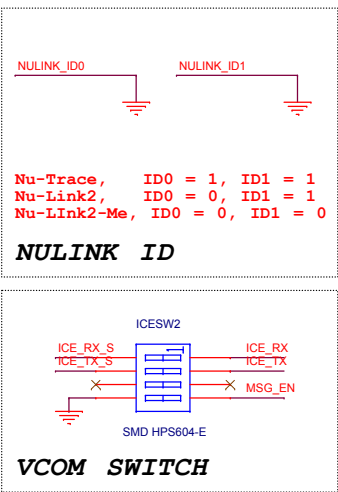 NULINK_ID0 NULINK_ID1
Nu-Trace, ID0 = 1, ID1 = 1
Nu-Link2, ID0 = 0, ID1 = 1
Nu-LInk2-Me, ID0 = 0, ID1 = 0
NULINK ID
ICESW2
ICE_RX_S ICE_RX
ICE_TX_S ICE_TX
MSG_EN
SMD HPS604-E
VCOM SWITCH